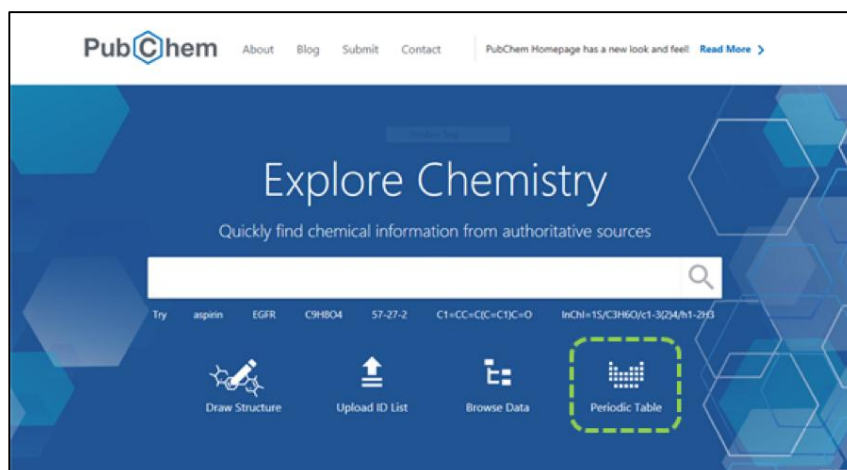 PubChem About Blog Submit Contact PubChem Homepage has a new look and feel! Read More
Explore Chemistry
Quickly find chemical information from authoritative sources
Try aspirin EGFR C9H8O4 57-27-2 C1=CC=C(C=C1)C=O InChI=1S/C3H6O/c1-3(2)4/h1-2H3
Draw Structure Upload ID List Browse Data Periodic Table